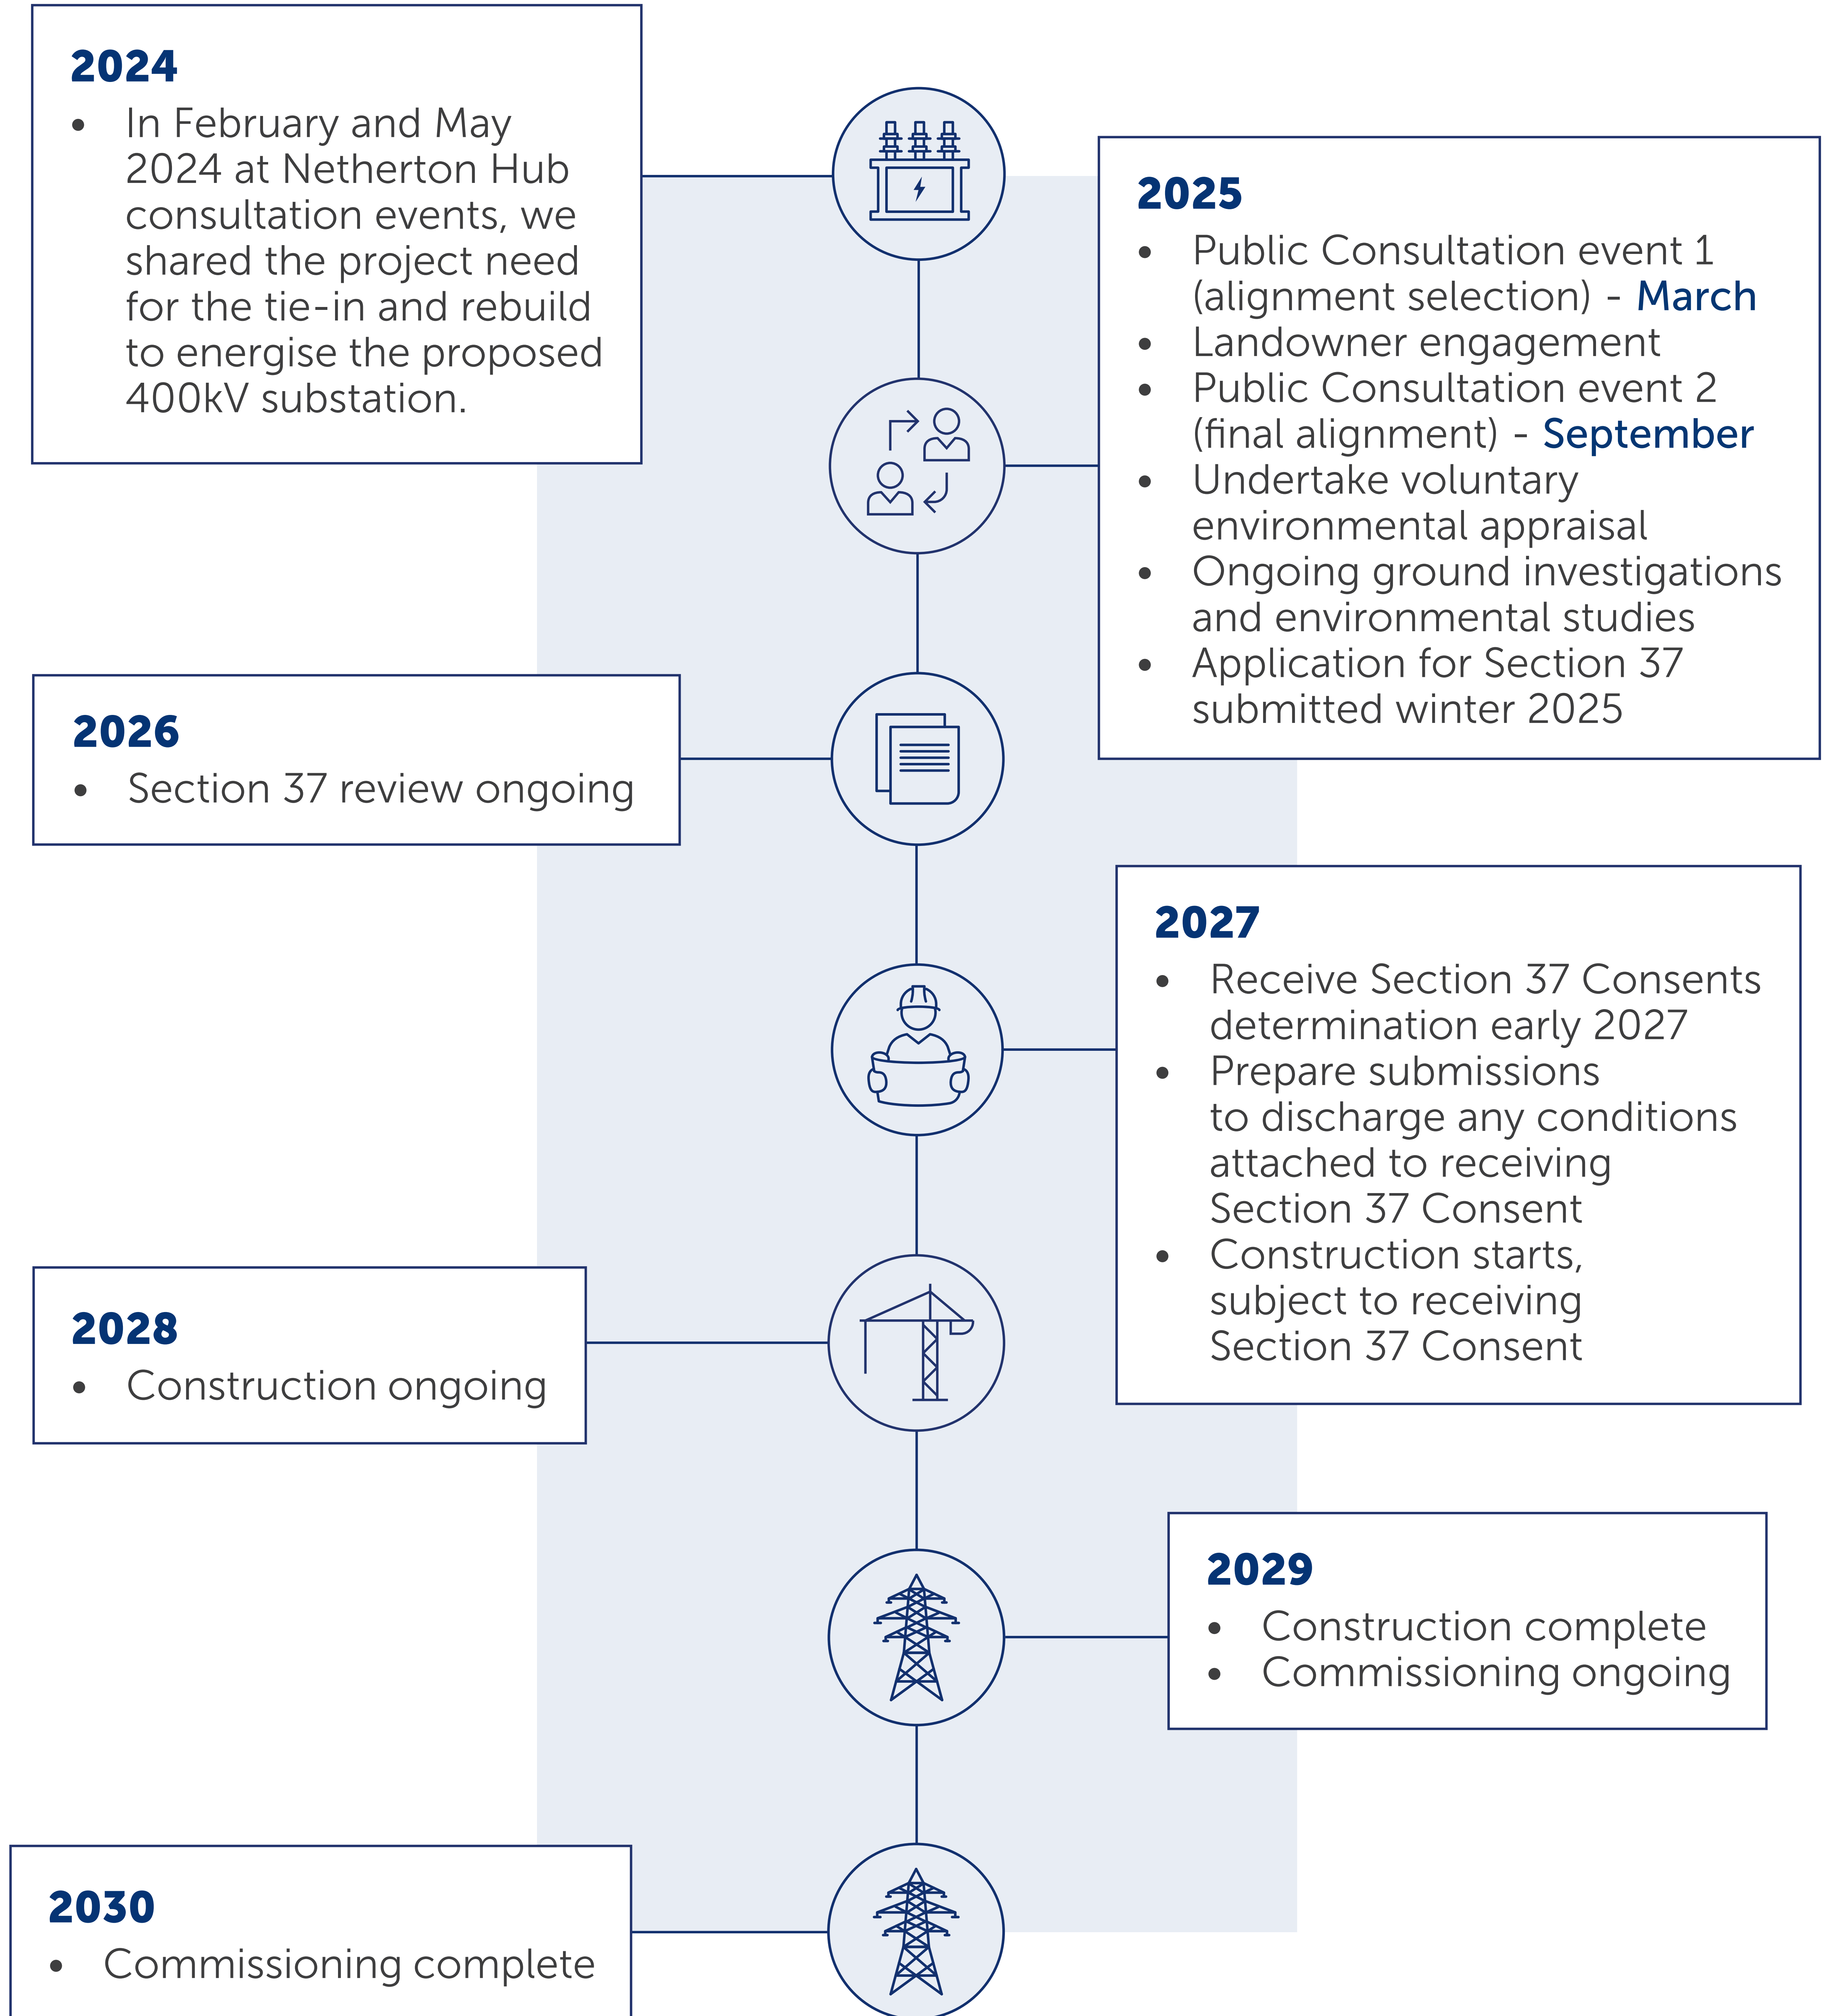 2024
• In February and May
2024 at Netherton Hub
consultation events, we
shared the project need
for the tie-in and rebuild
to energise the proposed
400kV substation.
2025
• Public Consultation event 1
(alignment selection) - March
• Landowner engagement
• Public Consultation event 2
(final alignment) - September
• Undertake voluntary
environmental appraisal
• Ongoing ground investigations
and environmental studies
• Application for Section 37
submitted winter 2025
2026
• Section 37 review ongoing
2027
• Receive Section 37 Consents
determination early 2027
• Prepare submissions
to discharge any conditions
attached to receiving
Section 37 Consent
• Construction starts,
subject to receiving
Section 37 Consent
2028
• Construction ongoing
2029
• Construction complete
• Commissioning ongoing
2030
• Commissioning complete